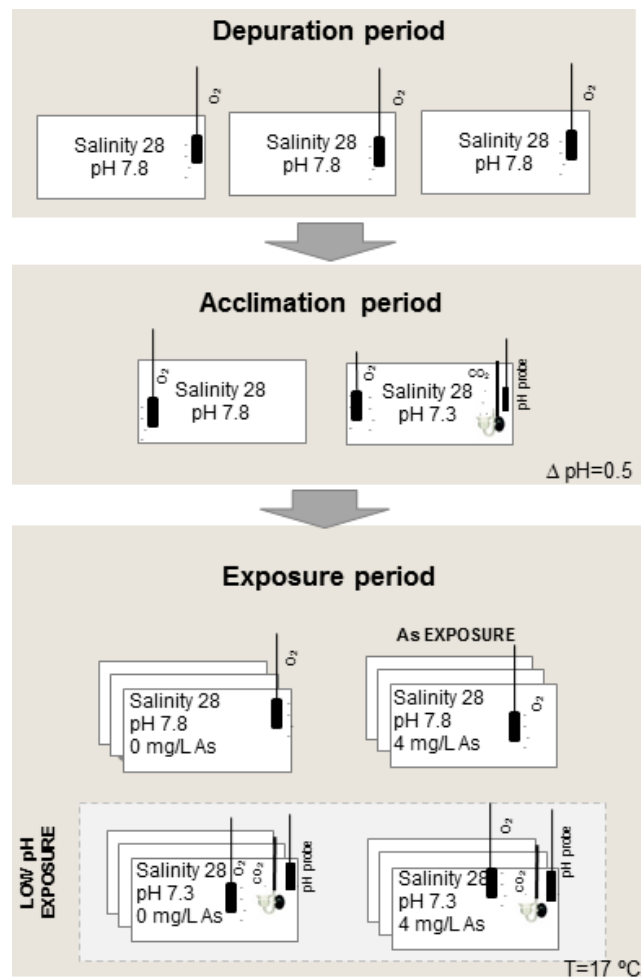 Depuration period
O₂
Salinity 28
pH 7.8
O₂
Salinity 28
pH 7.8
O₂
Salinity 28
pH 7.8
Acclimation period
O₂
Salinity 28
pH 7.8
O₂
Salinity 28
pH 7.3
CO₂
pH probe
Δ pH=0.5
Exposure period
O₂
Salinity 28
pH 7.8
0 mg/L As
As EXPOSURE
O₂
Salinity 28
pH 7.8
4 mg/L As
LOW pH
EXPOSURE
Salinity 28
pH 7.3
0 mg/L As
O₂
CO₂
pH probe
Salinity 28
pH 7.3
4 mg/L As
O₂
CO₂
pH probe
T=17 ºC